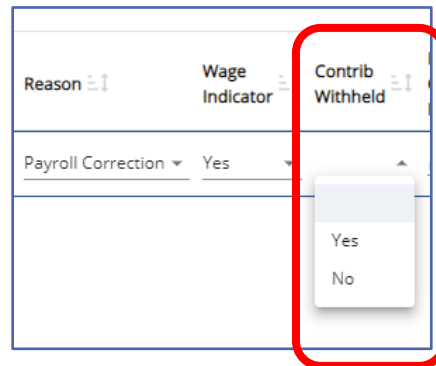 Reason
Wage
Indicator
Contrib
Withheld
Payroll Correction
Yes
Yes
No